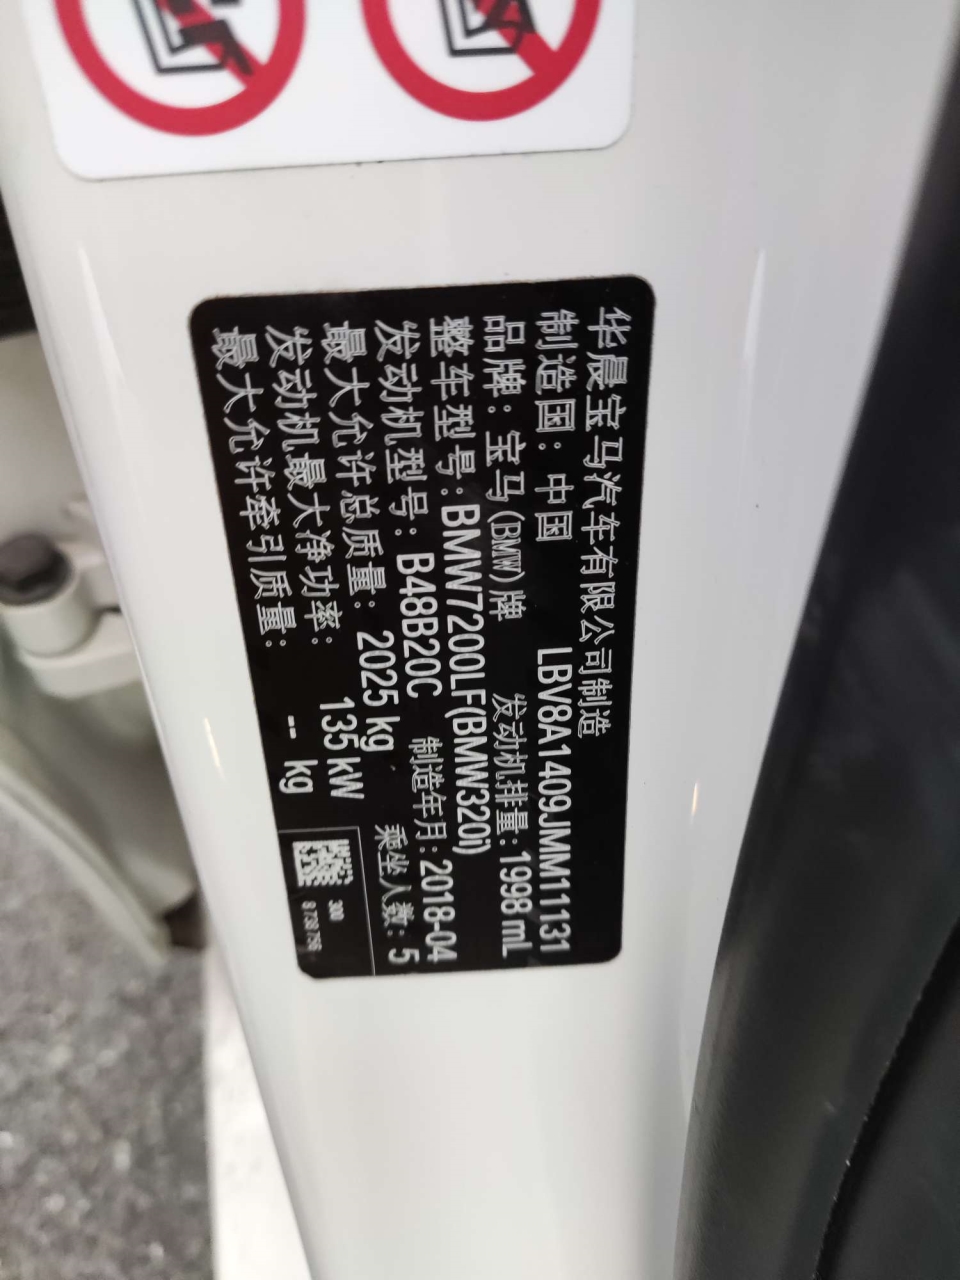 华晨宝马汽车有限公司制造
制造国：中国 LBV8A1409JMM11131
品牌：宝马(BMW)牌 发动机排量：1998 mL
整车型号：BMW7200LF(BMW320i)
发动机型号：B48B20C 制造年月：2018-04
最大允许总质量：2025 kg 乘坐人数：5
发动机最大净功率： 135 kW
最大允许牵引质量： -- kg
300
8 738 756